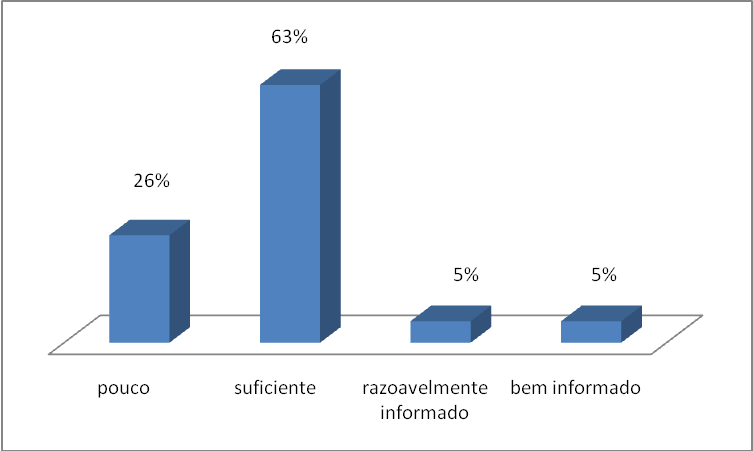 63%
26%
5%
5%
pouco
suficiente
razoavelmente
informado
bem informado